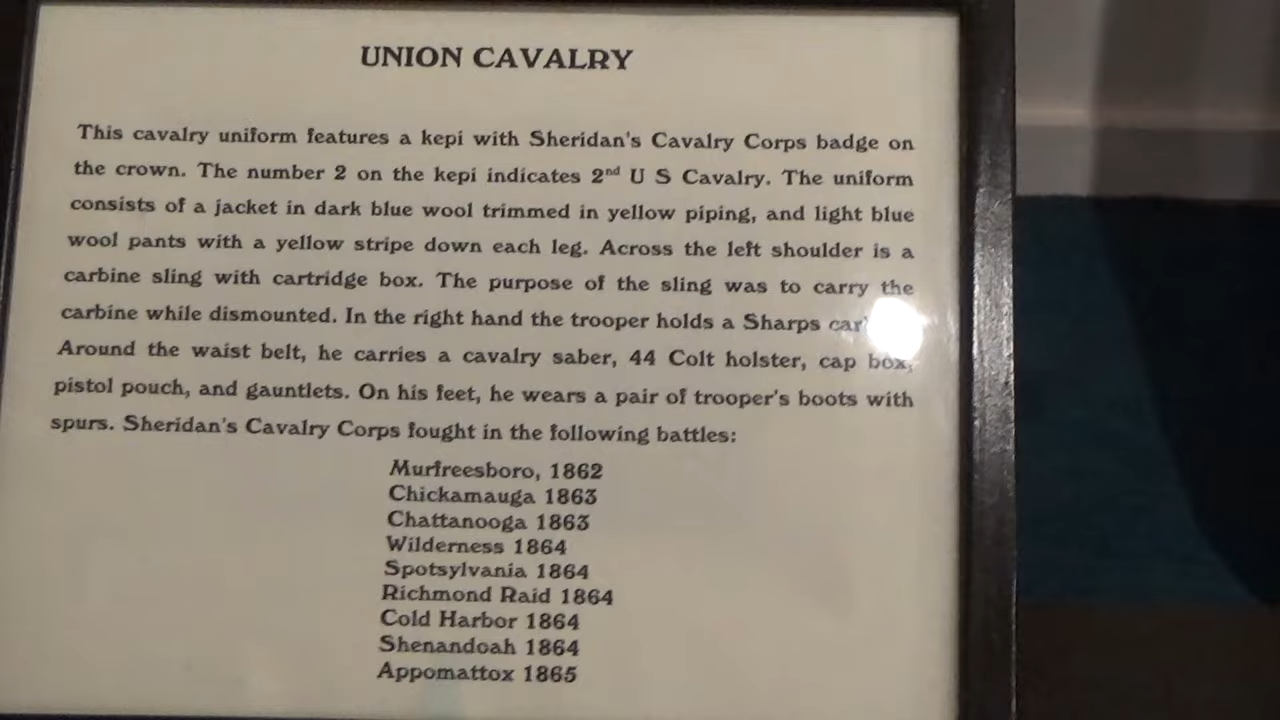 UNION CAVALRY
This cavalry uniform features a kepi with Sheridan's Cavalry Corps badge on
the crown. The number 2 on the kepi indicates 2nd U S Cavalry. The uniform
consists of a jacket in dark blue wool trimmed in yellow piping, and light blue
wool pants with a yellow stripe down each leg. Across the left shoulder is a
carbine sling with cartridge box. The purpose of the sling was to carry the
carbine while dismounted. In the right hand the trooper holds a Sharps
Around the waist belt, he carries a cavalry saber, 44 Colt holster, cap box,
pistol pouch, and gauntlets. On his feet, he wears a pair of trooper's boots with
spurs. Sheridan's Cavalry Corps fought in the following battles:
Murfreesboro, 1862
Chickamauga 1863
Chattanooga 1863
Wilderness 1864
Spotsylvania 1864
Richmond Raid 1864
Cold Harbor 1864
Shenandoah 1864
Appomattox 1865